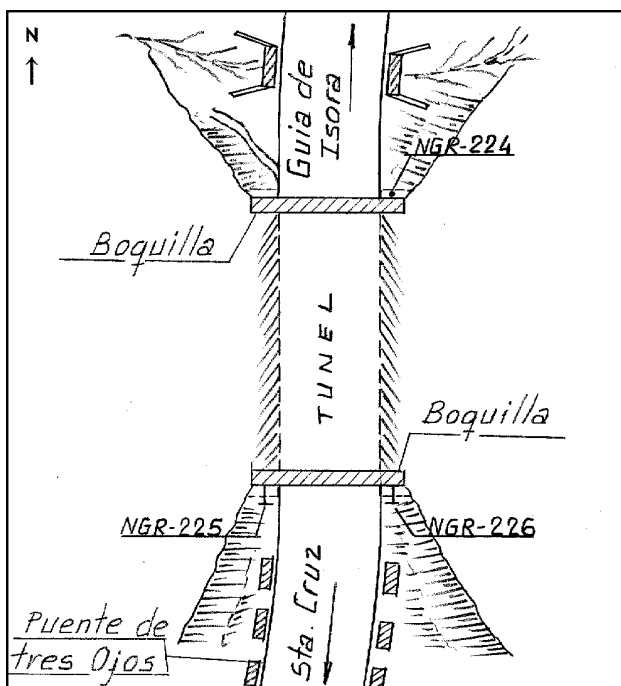 N
Guia de
Isora
NGR-224
Boquilla
TUNEL
Boquilla
NGR-225
NGR-226
Sta. Cruz
Puente de
tres Ojos